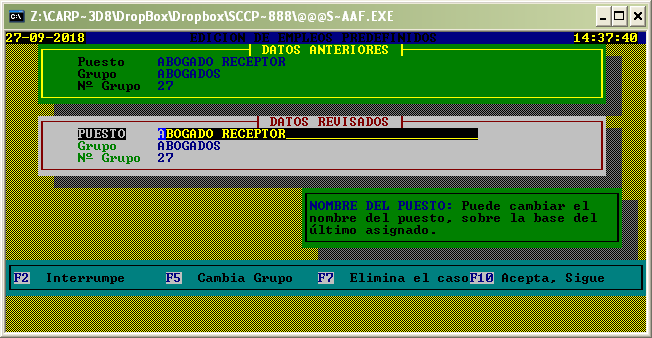 Z:\CARP-3D8\DropBox\Dropbox\SCCP-888\@@@S-AAF.EXE
27-09-2018 EDICION DE EMPLEOS PREDEFINIDOS 14:37:40
DATOS ANTERIORES
Puesto ABOGADO RECEPTOR
Grupo ABOGADOS
Nº Grupo 27
DATOS REVISADOS
PUESTO ABOGADO RECEPTOR
Grupo ABOGADOS
Nº Grupo 27
NOMBRE DEL PUESTO: Puede cambiar el
nombre del puesto, sobre la base del
último asignado.
F2 Interrumpe F5 Cambia Grupo F7 Elimina el caso F10 Acepta, Sigue